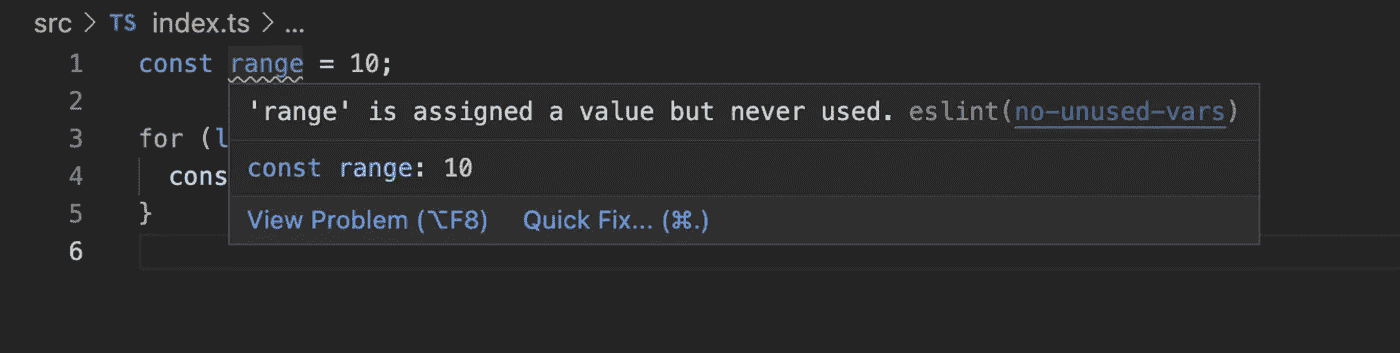 src > TS index.ts > ...
1 const range = 10;
2
'range' is assigned a value but never used. eslint(no-unused-vars)
3 for (l
const range: 10
4 cons
5 }
View Problem (⌥F8) Quick Fix... (⌘.)
6